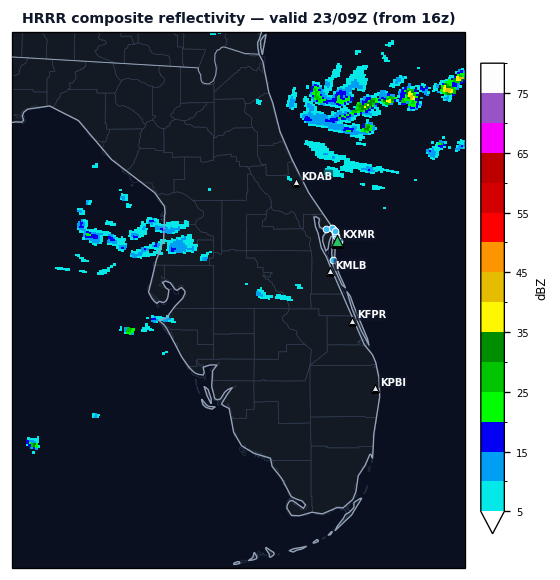 HRRR composite reflectivity — valid 23/09Z (from 16z)
75
65
55
45
35
25
15
5
dBZ
KDAB
KXMR
KMLB
KFPR
KPBI